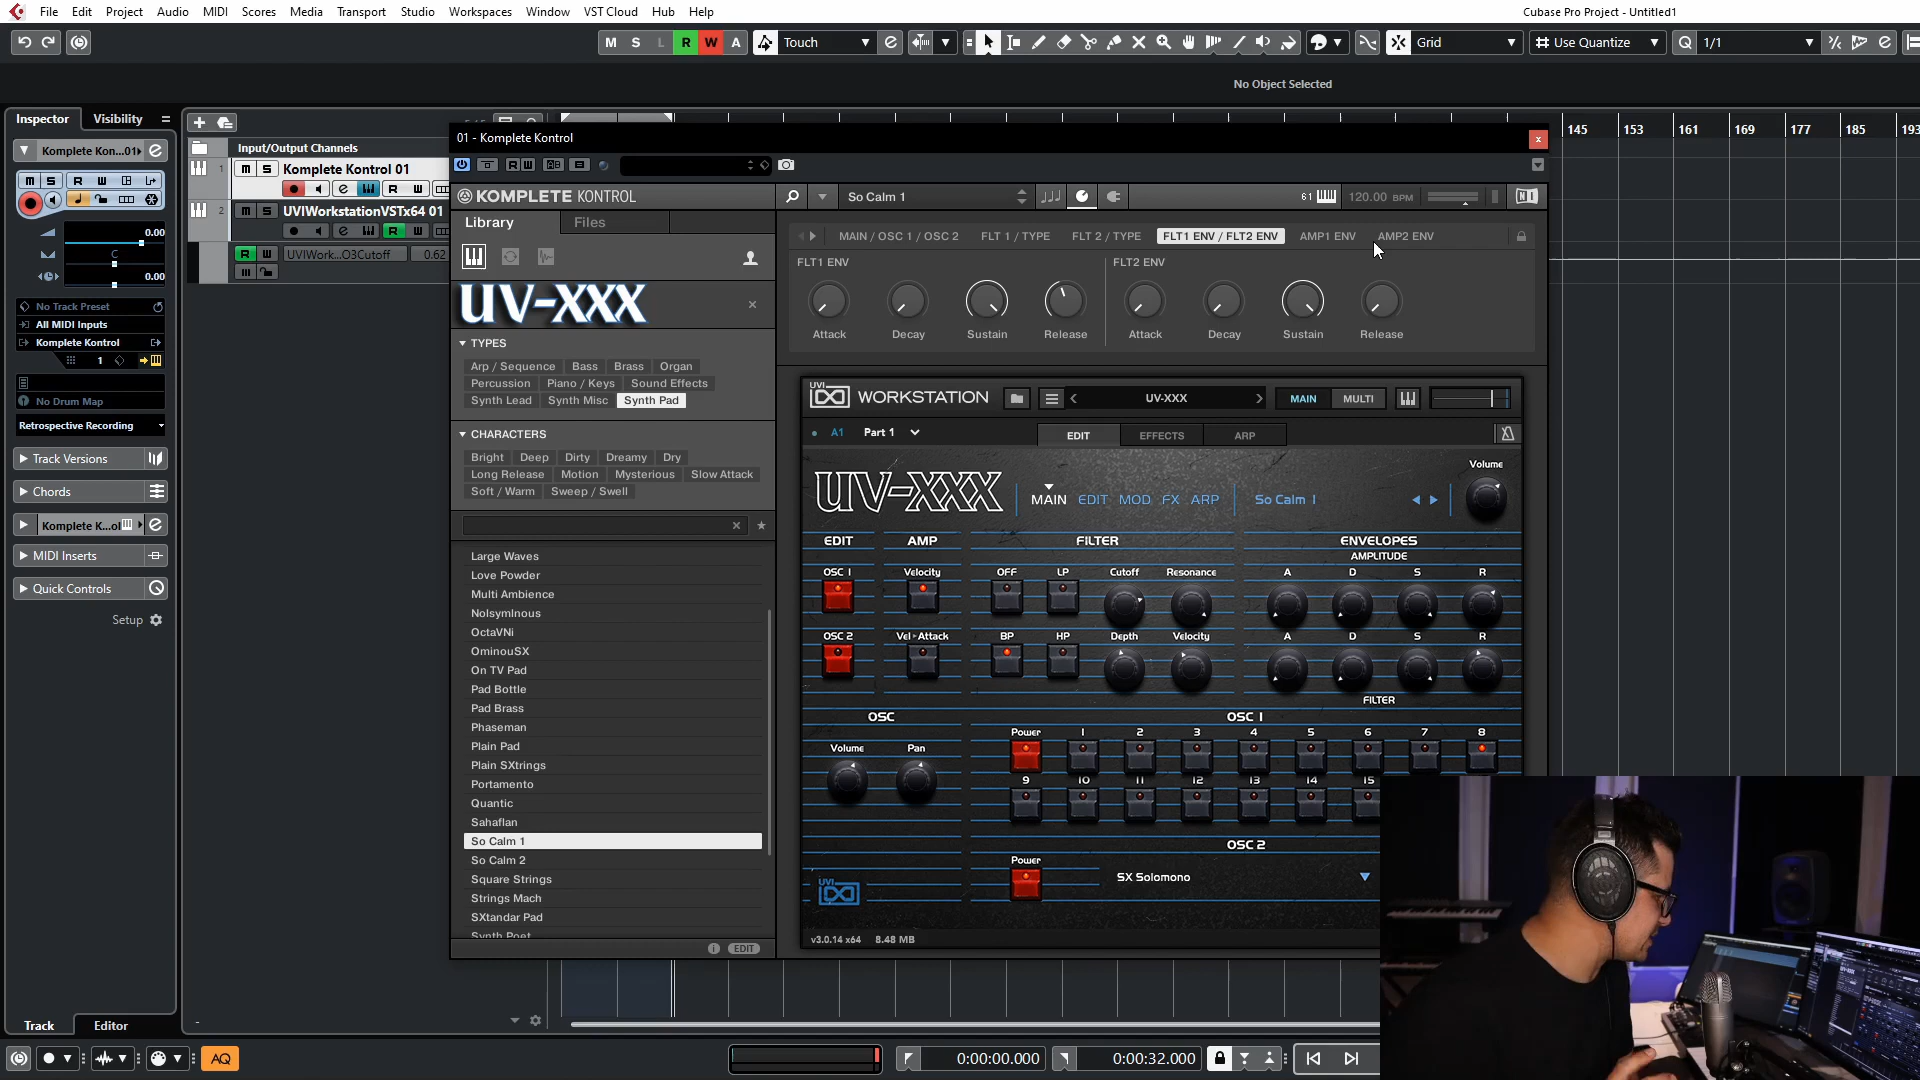 File Edit Project Audio MIDI Scores Media Transport Studio Workspaces Window VST Cloud Hub Help
Cubase Pro Project - Untitled1
M S L R W A Touch Grid Use Quantize Q 1/1
No Object Selected
Inspector Visibility
Input/Output Channels
145 153 161 169 177 185 193
01 - Komplete Kontrol
Komplete Kon...01
Komplete Kontrol 01
UVIWorkstationVSTx64 01
UVIWork...O3Cutoff 0.62
0.00
C
0.00
No Track Preset
All MIDI Inputs
Komplete Kontrol
1
No Drum Map
Retrospective Recording
Track Versions
Chords
Komplete K...ol
MIDI Inserts
Quick Controls
Setup
Track Editor
KOMPLETE KONTROL
So Calm 1
61
120.00 BPM
Library Files
UV-XXX
TYPES
Arp / Sequence Bass Brass Organ
Percussion Piano / Keys Sound Effects
Synth Lead Synth Misc Synth Pad
CHARACTERS
Bright Deep Dirty Dreamy Dry
Long Release Motion Mysterious Slow Attack
Soft / Warm Sweep / Swell
Large Waves
Love Powder
Multi Ambience
NoIsymInous
OctaVNi
OminouSX
On TV Pad
Pad Bottle
Pad Brass
Phaseman
Plain Pad
Plain SXtrings
Portamento
Quantic
Sahaflan
So Calm 1
So Calm 2
Square Strings
Strings Mach
SXtandar Pad
Synth Poet
EDIT
MAIN / OSC 1 / OSC 2 FLT 1 / TYPE FLT 2 / TYPE FLT1 ENV / FLT2 ENV AMP1 ENV AMP2 ENV
FLT1 ENV FLT2 ENV
Attack Decay Sustain Release Attack Decay Sustain Release
UVI WORKSTATION UV-XXX MAIN MULTI
A1 Part 1 EDIT EFFECTS ARP
Volume
UV-XXX MAIN EDIT MOD FX ARP So Calm 1
EDIT AMP FILTER ENVELOPES
AMPLITUDE
OSC 1 Velocity OFF LP Cutoff Resonance A D S R
OSC 2 Vel>Attack BP HP Depth Velocity A D S R
FILTER
OSC OSC 1
Volume Pan Power 1 2 3 4 5 6 7 8
9 10 11 12 13 14 15
OSC 2
Power
SX Solomono
UVI
v3.0.14 x64 8.48 MB
AQ
0:00:00.000 0:00:32.000